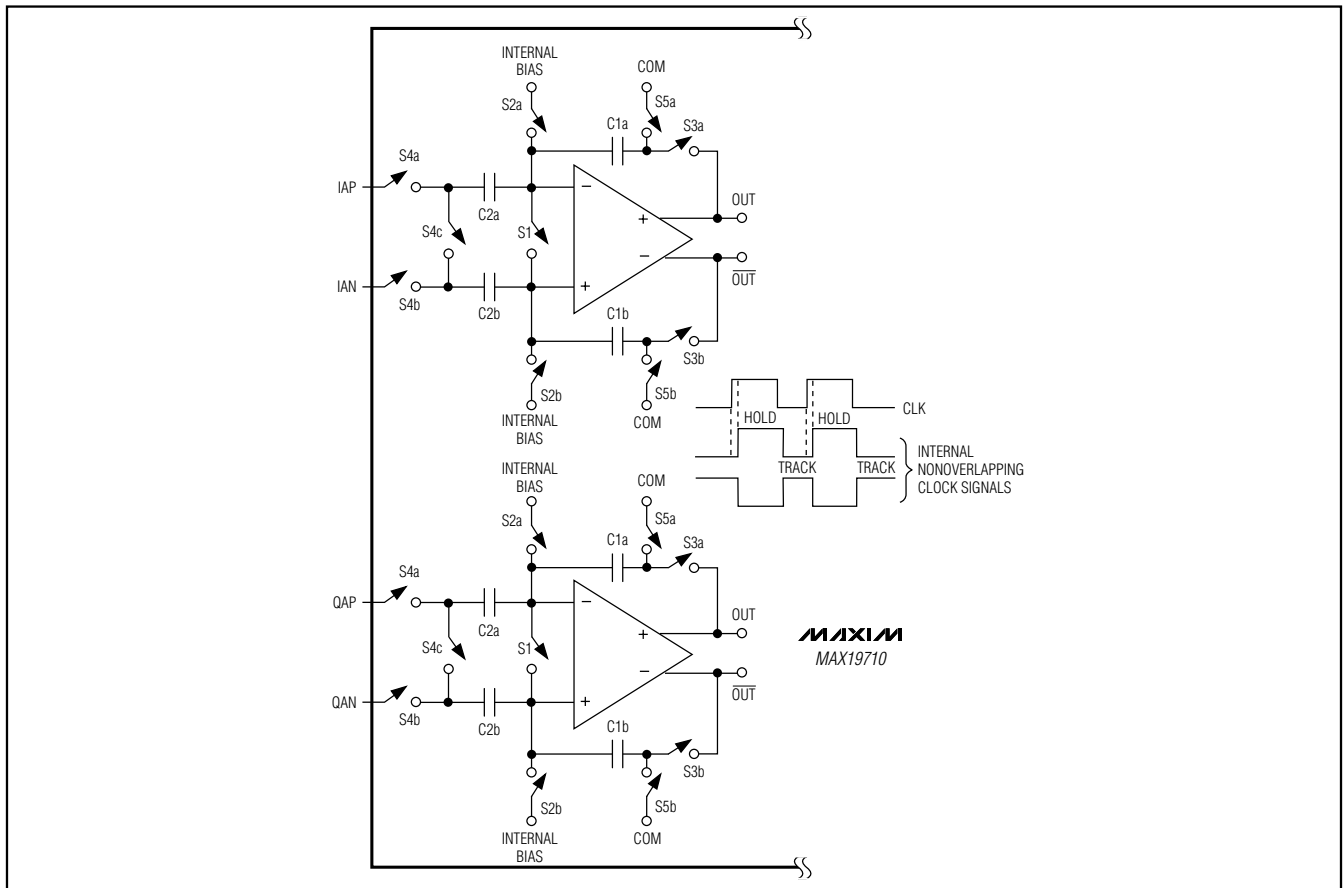 INTERNAL
BIAS
COM
S2a
S5a
C1a
S3a
S4a
IAP
C2a
−
+
OUT
S4c
S1
−
OUT
IAN
+
S4b
C2b
C1b
S3b
S2b
S5b
INTERNAL
BIAS
COM
CLK
HOLD
HOLD
TRACK
TRACK
INTERNAL
NONOVERLAPPING
CLOCK SIGNALS
INTERNAL
BIAS
COM
S2a
S5a
C1a
S3a
S4a
QAP
C2a
−
+
OUT
S4c
S1
−
OUT
QAN
+
S4b
C2b
C1b
S3b
S2b
S5b
INTERNAL
BIAS
COM
MAXIM
MAX19710